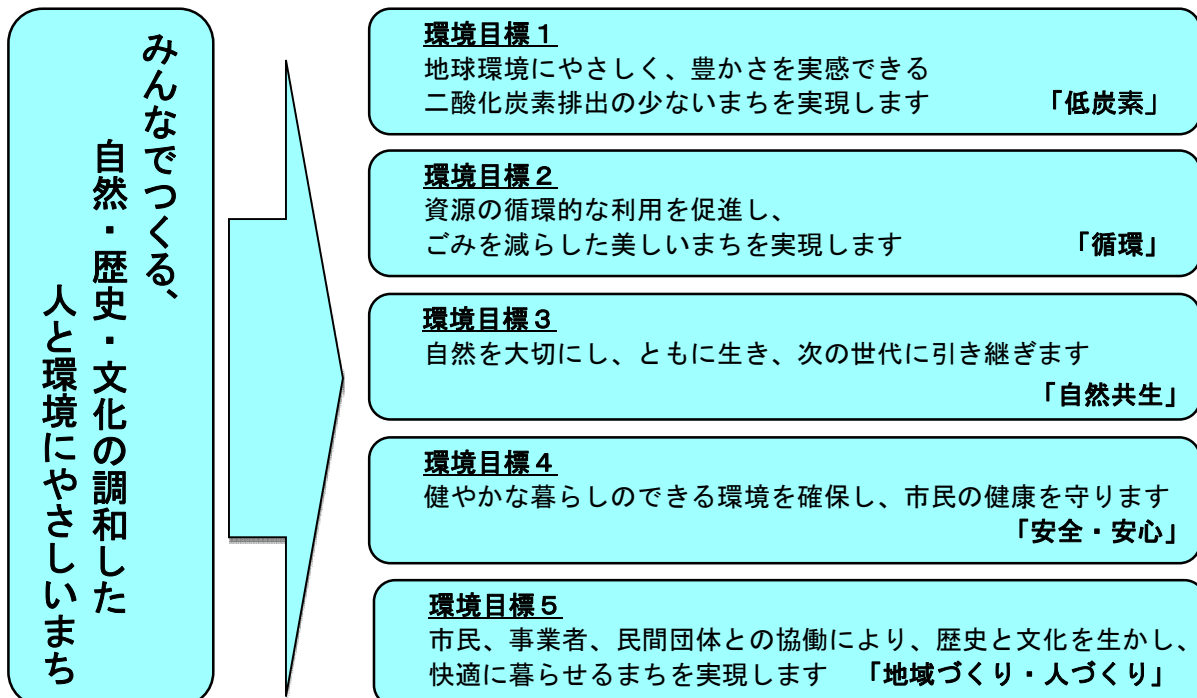 みんなでつくる、
自然・歴史・文化の調和した
人と環境にやさしいまち
環境目標１
地球環境にやさしく、豊かさを実感できる
二酸化炭素排出の少ないまちを実現します 「低炭素」
環境目標２
資源の循環的な利用を促進し、
ごみを減らした美しいまちを実現します 「循環」
環境目標３
自然を大切にし、ともに生き、次の世代に引き継ぎます
「自然共生」
環境目標４
健やかな暮らしのできる環境を確保し、市民の健康を守ります
「安全・安心」
環境目標５
市民、事業者、民間団体との協働により、歴史と文化を生かし、
快適に暮らせるまちを実現します 「地域づくり・人づくり」